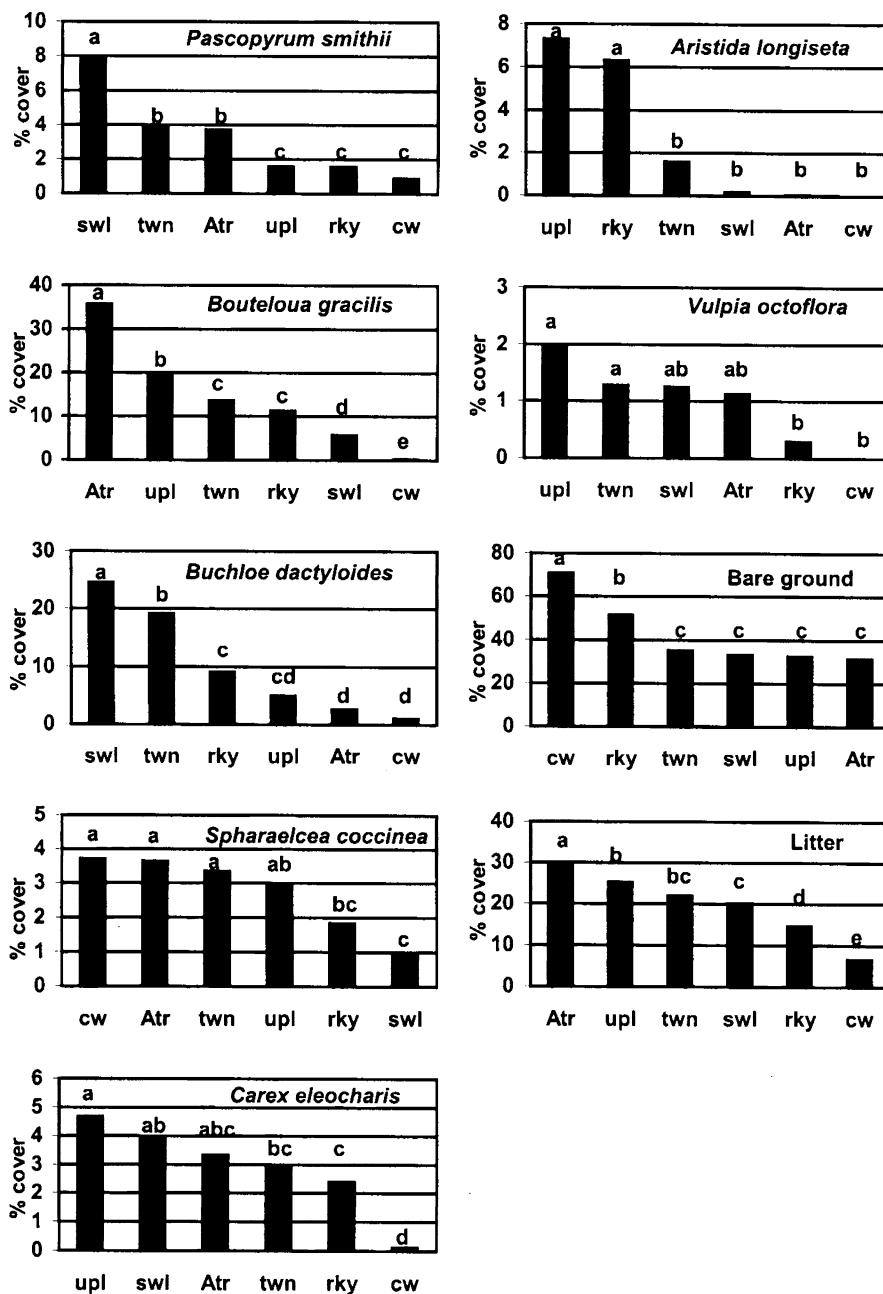 Pascopyrum smithii
% cover
10
8
6
4
2
0
a
b
b
c
c
c
swl twn Atr upl rky cw
Aristida longiseta
% cover
8
6
4
2
0
a
a
b
b
b
b
upl rky twn swl Atr cw
Bouteloua gracilis
% cover
40
30
20
10
0
a
b
c
c
d
e
Atr upl twn rky swl cw
Vulpia octoflora
% cover
3
2
1
0
a
a
ab
ab
b
b
upl twn swl Atr rky cw
Buchloe dactyloides
% cover
30
20
10
0
a
b
c
cd
d
d
swl twn rky upl Atr cw
Bare ground
% cover
80
60
40
20
0
a
b
c
c
c
c
cw rky twn swl upl Atr
Spharaelcea coccinea
% cover
5
4
3
2
1
0
a
a
a
ab
bc
c
cw Atr twn upl rky swl
Litter
% cover
40
30
20
10
0
a
b
bc
c
d
e
Atr upl twn swl rky cw
Carex eleocharis
% cover
6
5
4
3
2
1
0
a
ab
abc
bc
c
d
upl swl Atr twn rky cw